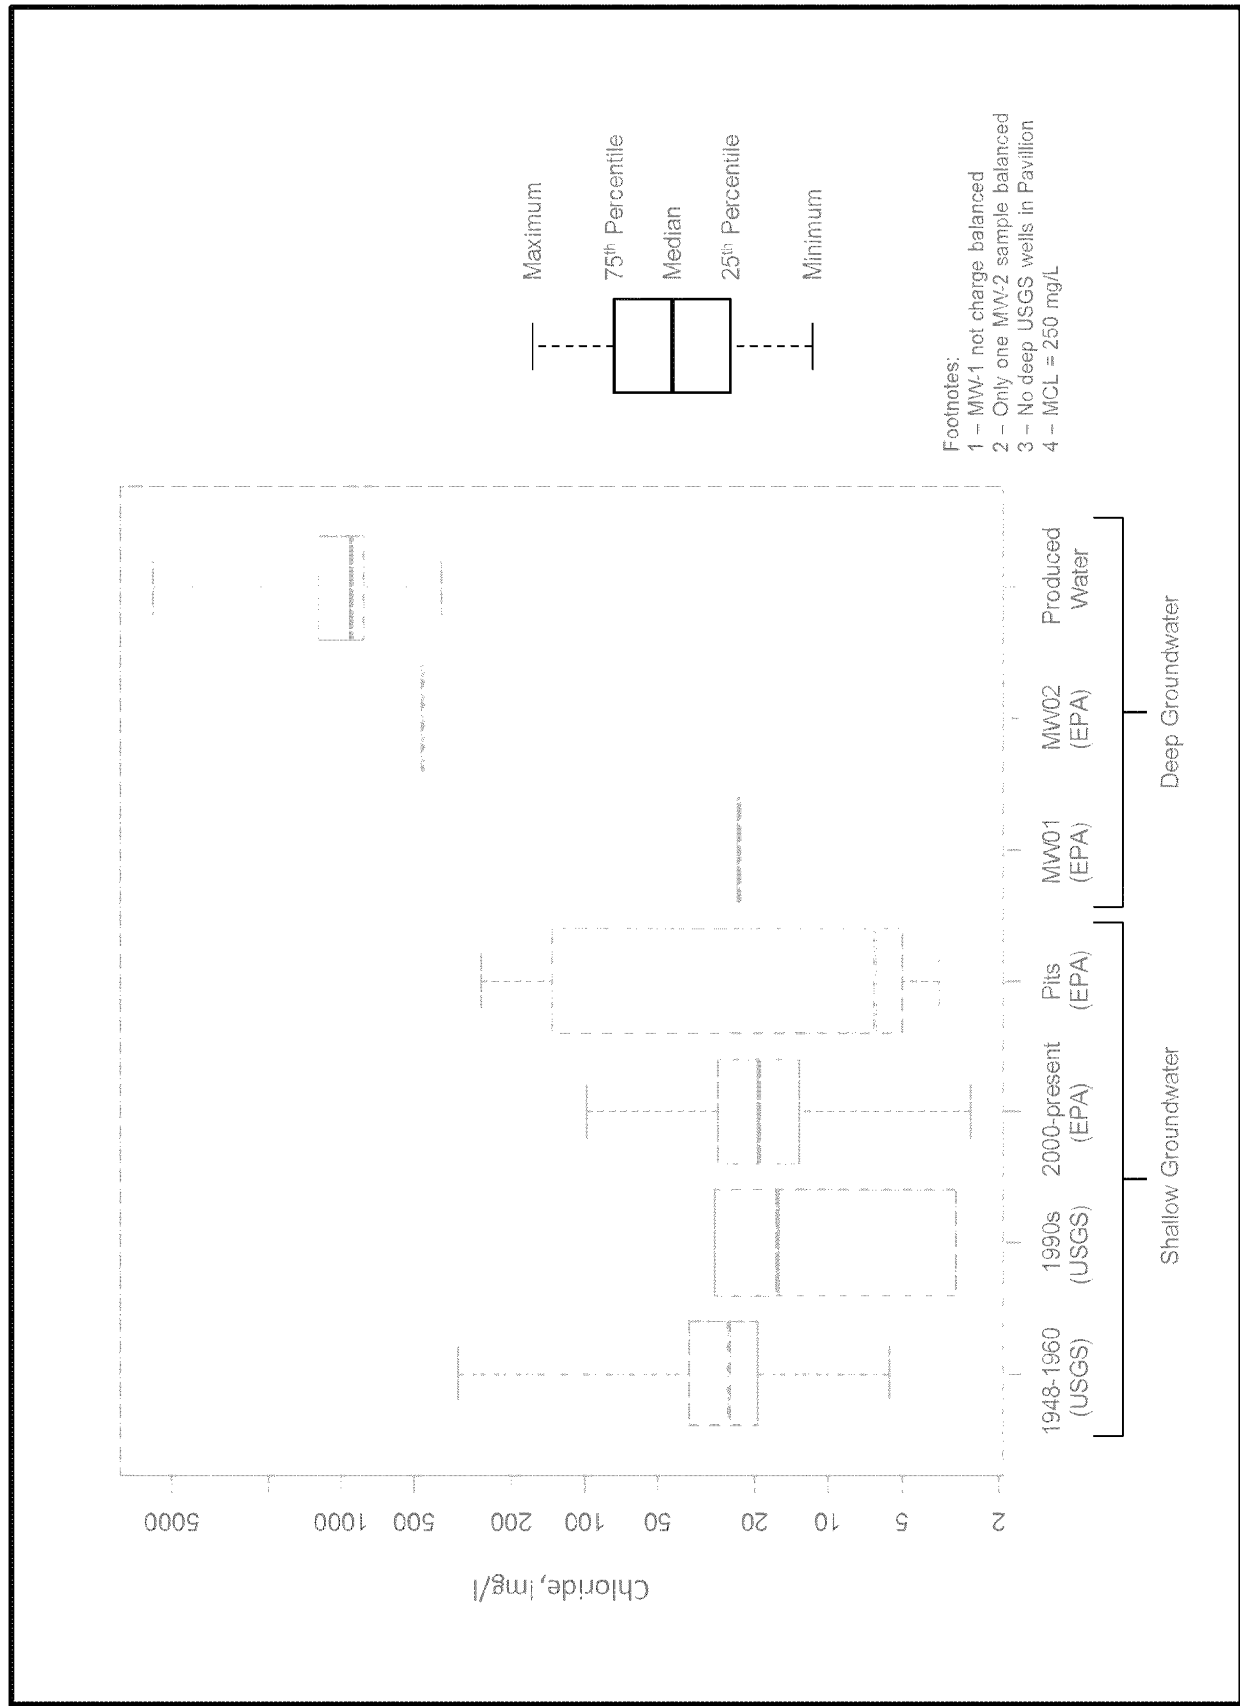 Chloride, mg/l
5000
1000
500
200
100
50
20
10
5
2
1948-1960
(USGS)
1990s
(USGS)
2000-present
(EPA)
Pits
(EPA)
MW01
(EPA)
MW02
(EPA)
Produced
Water
Shallow Groundwater
Deep Groundwater
Maximum
75th Percentile
Median
25th Percentile
Minimum
Footnotes:
1 – MW-1 not charge balanced
2 – Only one MW-2 sample balanced
3 – No deep USGS wells in Pavillion
4 – MCL = 250 mg/L